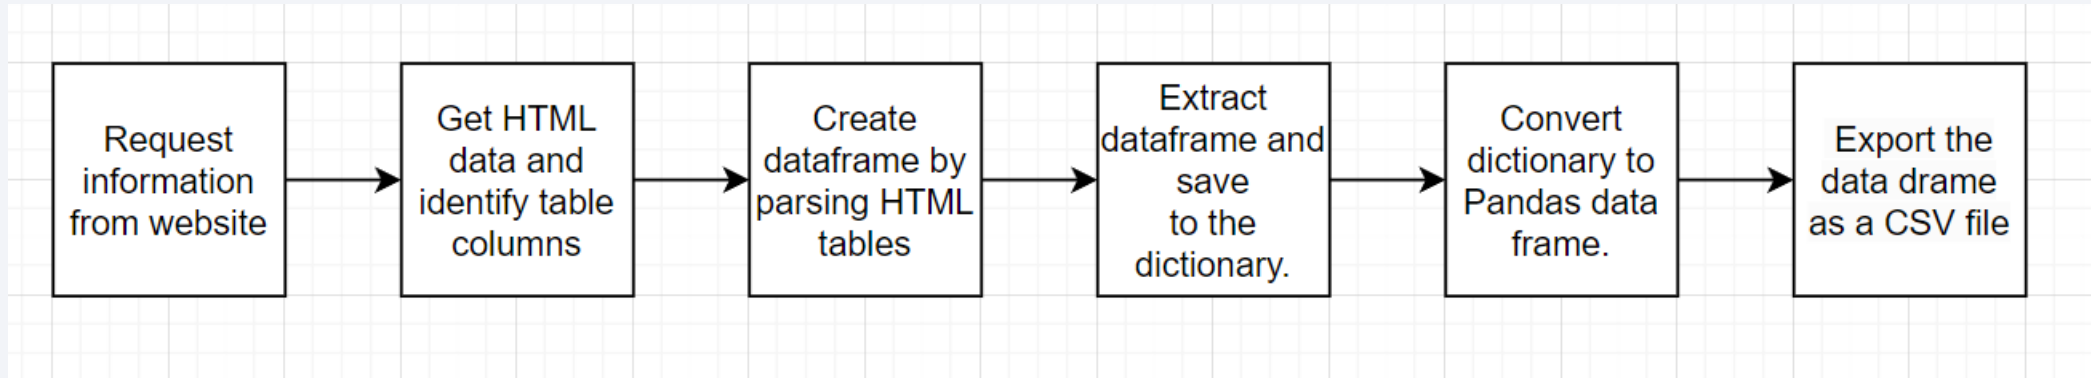 Request
information
from website
Get HTML
data and
identify table
columns
Create
dataframe by
parsing HTML
tables
Extract
dataframe and
save
to the
dictionary.
Convert
dictionary to
Pandas data
frame.
Export the
data drame
as a CSV file